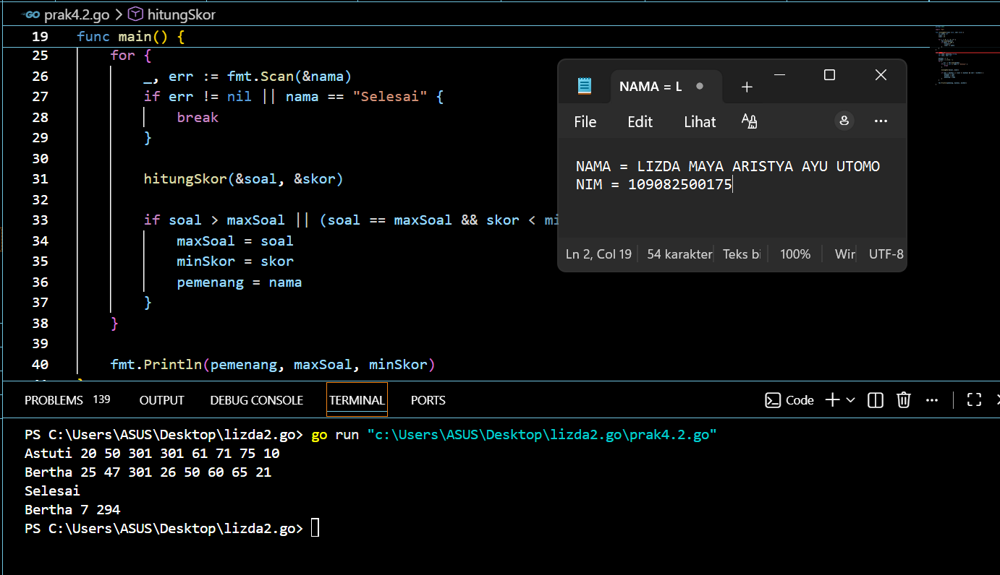 GO prak4.2.go > hitungSkor
19 func main() {
25 for {
26 _, err := fmt.Scan(&nama)
27 if err != nil || nama == "Selesai" {
28 break
29 }
30
31 hitungSkor(&soal, &skor)
32
33 if soal > maxSoal || (soal == maxSoal && skor < mi
34 maxSoal = soal
35 minSkor = skor
36 pemenang = nama
37 }
38 }
39
40 fmt.Println(pemenang, maxSoal, minSkor)
NAMA = L
File Edit Lihat
NAMA = LIZDA MAYA ARISTYA AYU UTOMO
NIM = 109082500175
Ln 2, Col 19 54 karakter Teks bi 100% Wir UTF-8
PROBLEMS 139 OUTPUT DEBUG CONSOLE TERMINAL PORTS Code
PS C:\Users\ASUS\Desktop\lizda2.go> go run "c:\Users\ASUS\Desktop\lizda2.go\prak4.2.go"
Astuti 20 50 301 301 61 71 75 10
Bertha 25 47 301 26 50 60 65 21
Selesai
Bertha 7 294
PS C:\Users\ASUS\Desktop\lizda2.go>